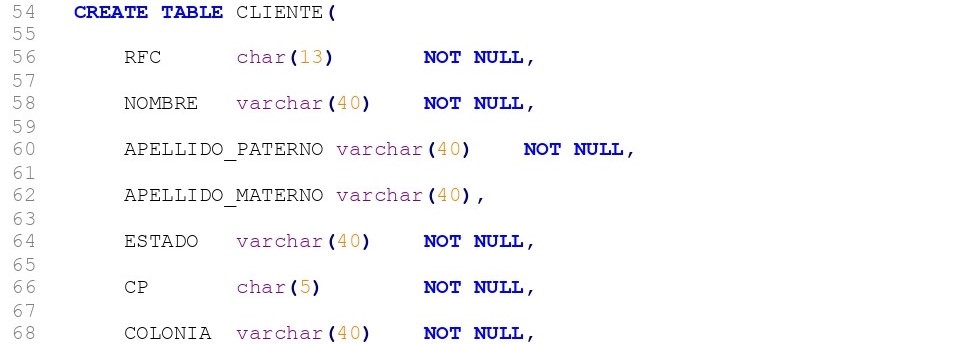 54 CREATE TABLE CLIENTE(
55
56 RFC char(13) NOT NULL,
57
58 NOMBRE varchar(40) NOT NULL,
59
60 APELLIDO_PATERNO varchar(40) NOT NULL,
61
62 APELLIDO_MATERNO varchar(40),
63
64 ESTADO varchar(40) NOT NULL,
65
66 CP char(5) NOT NULL,
67
68 COLONIA varchar(40) NOT NULL,